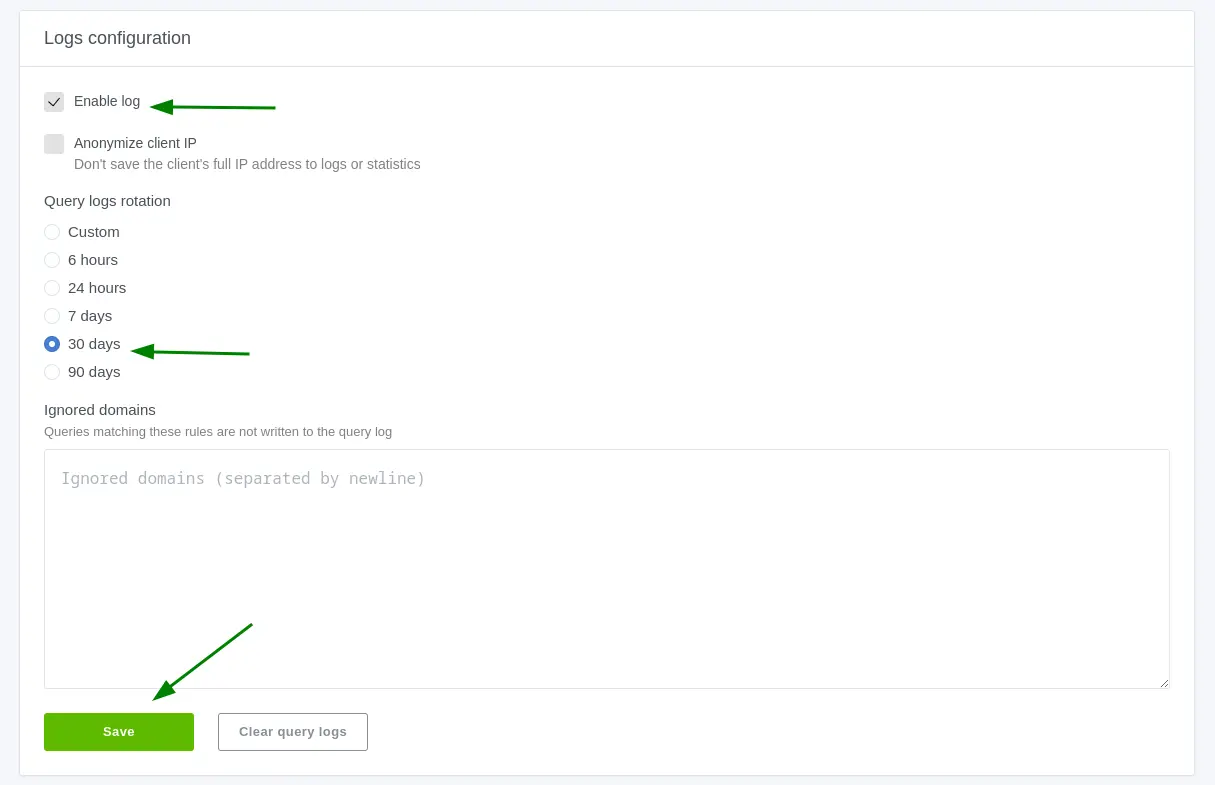 Logs configuration
Enable log
Anonymize client IP
Don't save the client's full IP address to logs or statistics
Query logs rotation
Custom
6 hours
24 hours
7 days
30 days
90 days
Ignored domains
Queries matching these rules are not written to the query log
Ignored domains (separated by newline)
Save
Clear query logs